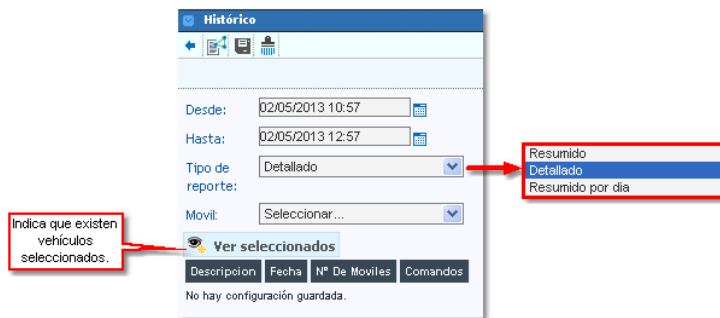 Histórico
Desde:
02/05/2013 10:57
Hasta:
02/05/2013 12:57
Tipo de
reporte:
Detallado
Resumido
Detallado
Resumido por dia
Movil:
Seleccionar...
Indica que existen
vehículos
seleccionados.
Ver seleccionados
Descripcion Fecha Nº De Moviles Comandos
No hay configuración guardada.